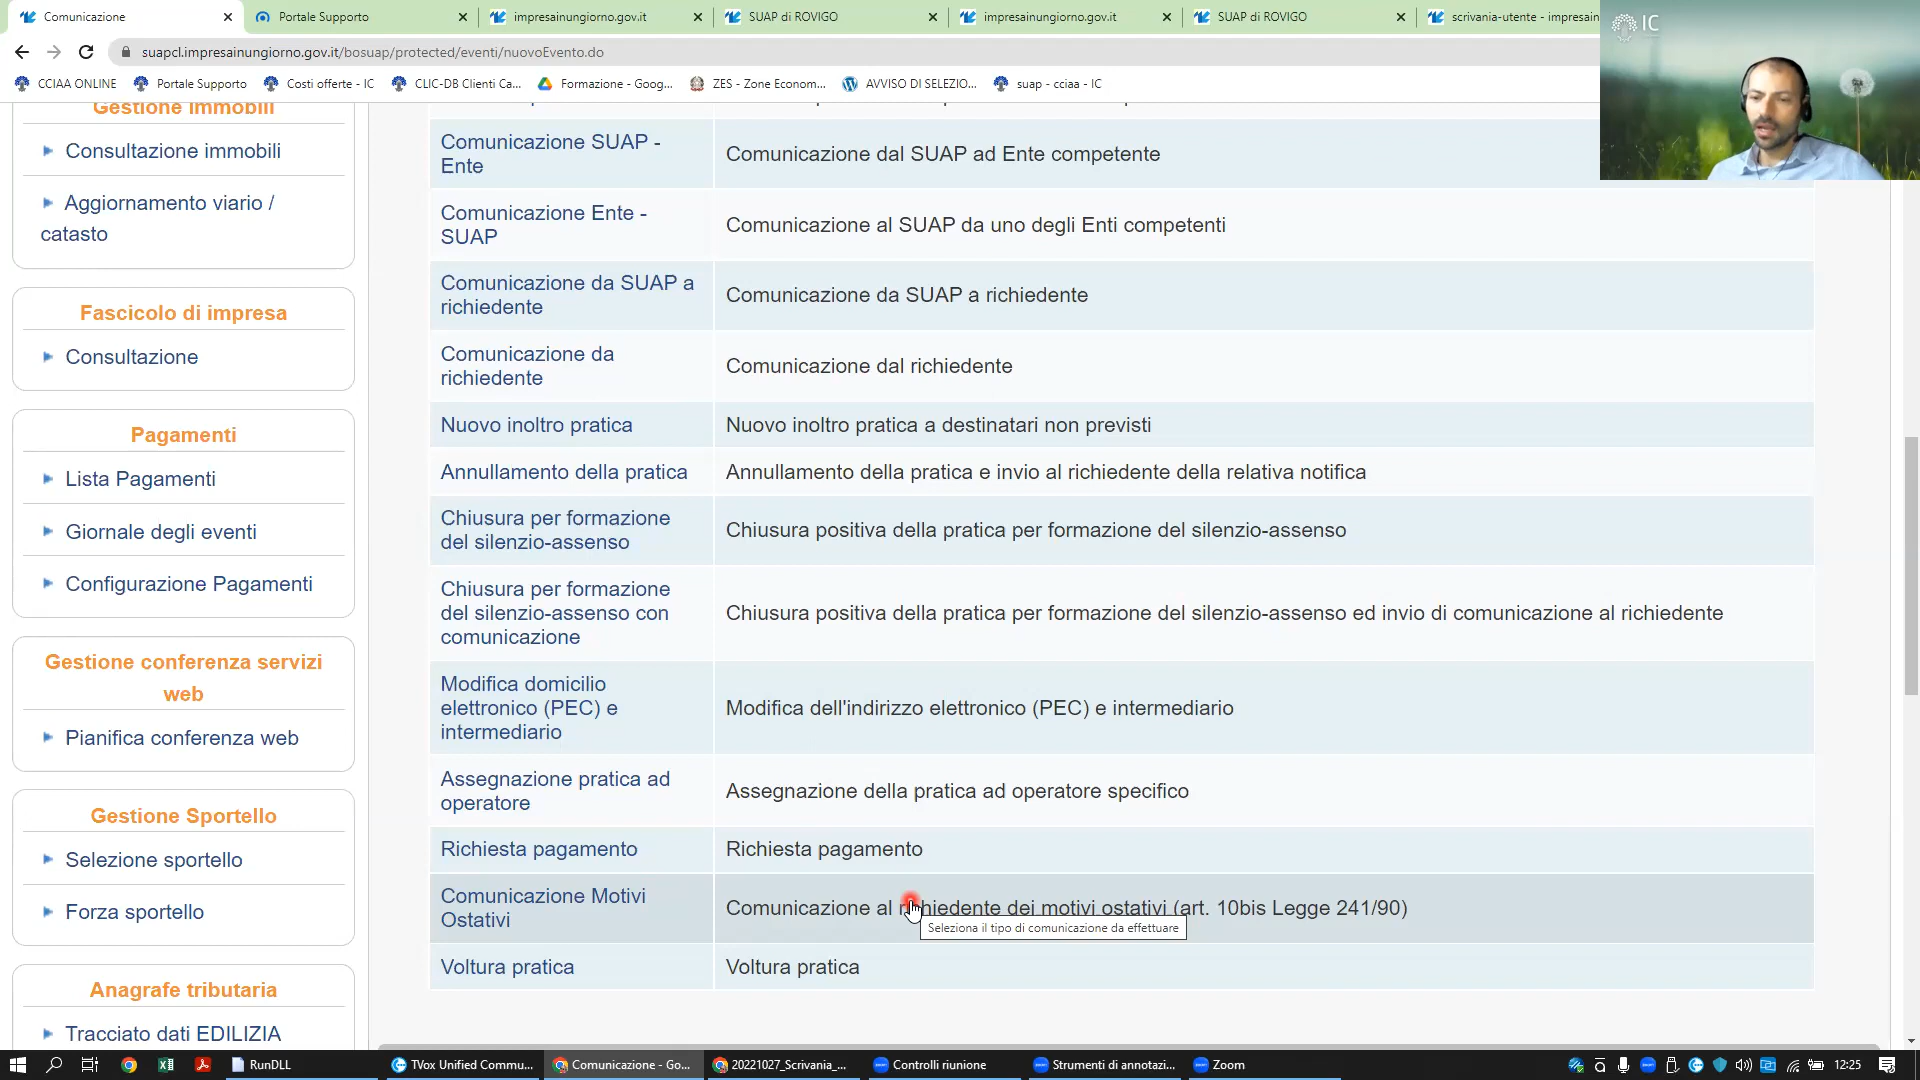 Comunicazione
Portale Supporto
impresainungiorno.gov.it
SUAP di ROVIGO
impresainungiorno.gov.it
SUAP di ROVIGO
scrivania-utente - impresain
suapcl.impresainungiorno.gov.it/bosuap/protected/eventi/nuovoEvento.do
CCIAA ONLINE
Portale Supporto
Costi offerte - IC
CLIC-DB Clienti Ca...
Formazione - Goog...
ZES - Zone Econom...
AVVISO DI SELEZIO...
suap - cciaa - IC
IC
Gestione Immobili
Consultazione immobili
Aggiornamento viario /
catasto
Fascicolo di impresa
Consultazione
Pagamenti
Lista Pagamenti
Giornale degli eventi
Configurazione Pagamenti
Gestione conferenza servizi
web
Pianifica conferenza web
Gestione Sportello
Selezione sportello
Forza sportello
Anagrafe tributaria
Tracciato dati EDILIZIA
Comunicazione SUAP -
Ente
Comunicazione dal SUAP ad Ente competente
Comunicazione Ente -
SUAP
Comunicazione al SUAP da uno degli Enti competenti
Comunicazione da SUAP a
richiedente
Comunicazione da SUAP a richiedente
Comunicazione da
richiedente
Comunicazione dal richiedente
Nuovo inoltro pratica
Nuovo inoltro pratica a destinatari non previsti
Annullamento della pratica
Annullamento della pratica e invio al richiedente della relativa notifica
Chiusura per formazione
del silenzio-assenso
Chiusura positiva della pratica per formazione del silenzio-assenso
Chiusura per formazione
del silenzio-assenso con
comunicazione
Chiusura positiva della pratica per formazione del silenzio-assenso ed invio di comunicazione al richiedente
Modifica domicilio
elettronico (PEC) e
intermediario
Modifica dell'indirizzo elettronico (PEC) e intermediario
Assegnazione pratica ad
operatore
Assegnazione della pratica ad operatore specifico
Richiesta pagamento
Richiesta pagamento
Comunicazione Motivi
Ostativi
Comunicazione al richiedente dei motivi ostativi (art. 10bis Legge 241/90)
Seleziona il tipo di comunicazione da effettuare
Voltura pratica
Voltura pratica
RunDLL
TVox Unified Commu...
Comunicazione - Go...
20221027_Scrivania_...
Controlli riunione
Strumenti di annotazi...
Zoom
12:25